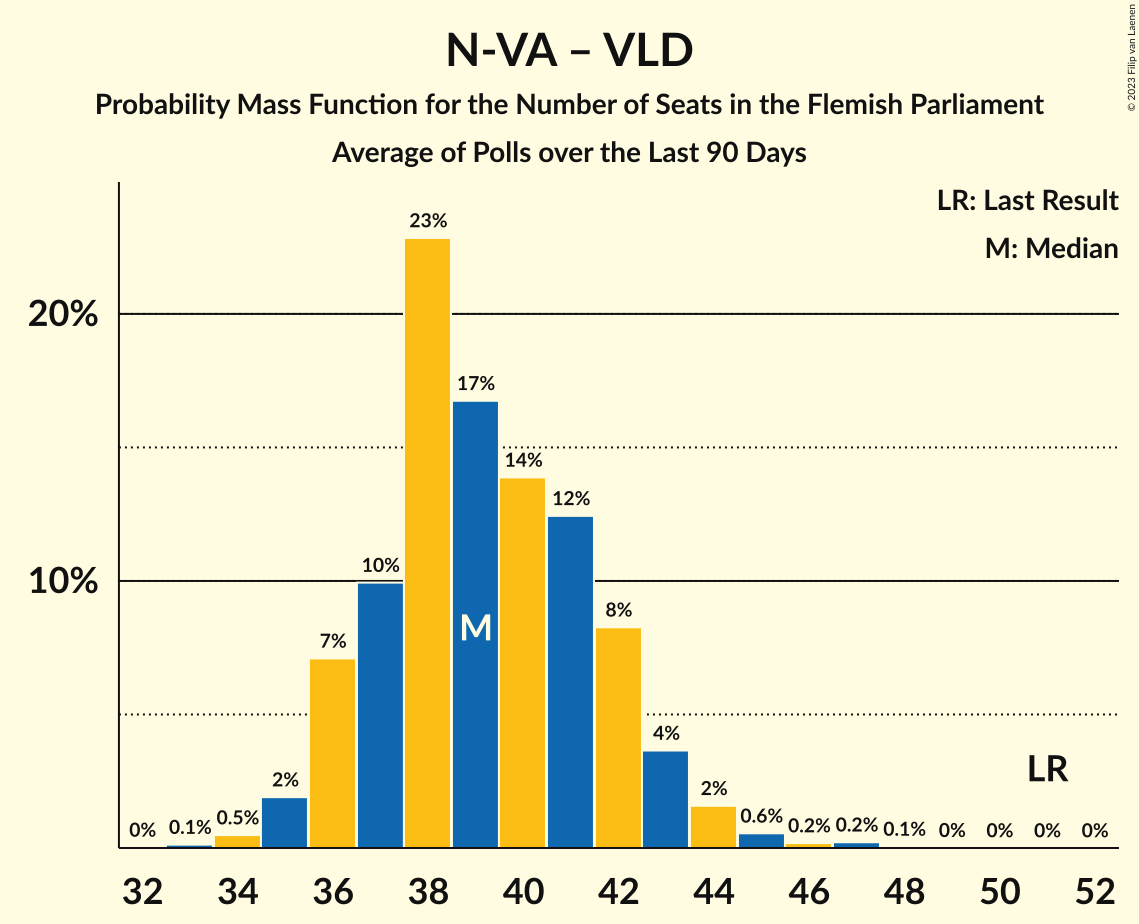 N-VA – VLD
Probability Mass Function for the Number of Seats in the Flemish Parliament
Average of Polls over the Last 90 Days
© 2023 Filip van Laenen
LR: Last Result
M: Median
20%
10%
0%
0.1%
0.5%
2%
7%
10%
23%
17%
14%
12%
8%
4%
2%
0.6%
0.2%
0.2%
0.1%
0%
0%
0%
0%
M
LR
32 34 36 38 40 42 44 46 48 50 52